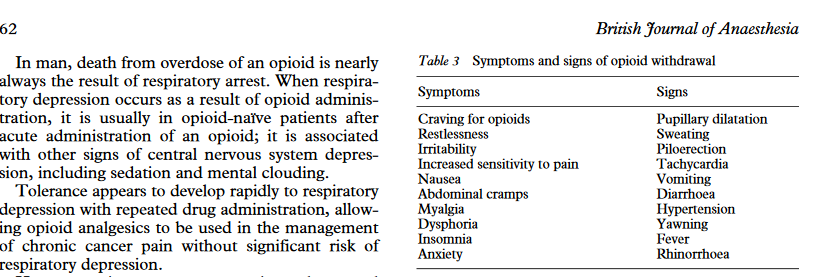 62
British Journal of Anaesthesia
In man, death from overdose of an opioid is nearly
always the result of respiratory arrest. When respira-
tory depression occurs as a result of opioid adminis-
tration, it is usually in opioid-naïve patients after
acute administration of an opioid; it is associated
with other signs of central nervous system depres-
sion, including sedation and mental clouding.
Tolerance appears to develop rapidly to respiratory
depression with repeated drug administration, allow-
ing opioid analgesics to be used in the management
of chronic cancer pain without significant risk of
respiratory depression.
Table 3 Symptoms and signs of opioid withdrawal
Symptoms Signs
Craving for opioids Pupillary dilatation
Restlessness Sweating
Irritability Piloerection
Increased sensitivity to pain Tachycardia
Nausea Vomiting
Abdominal cramps Diarrhoea
Myalgia Hypertension
Dysphoria Yawning
Insomnia Fever
Anxiety Rhinorrhoea